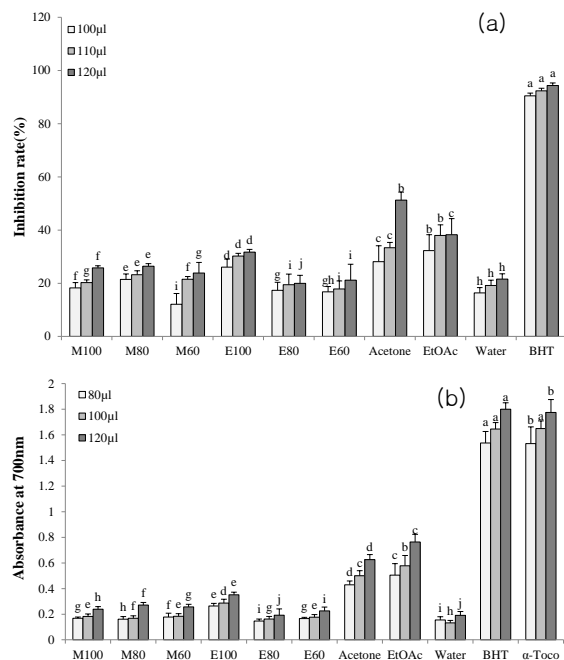 (a)
100µl
110µl
120µl
Inhibition rate(%)
120
100
80
60
40
20
0
f g f
e e e
i f g
d d d
g i j
gh i i
c c b
b b c
h h h
a a a
M100 M80 M60 E100 E80 E60 Acetone EtOAc Water BHT
(b)
80µl
100µl
120µl
Absorbance at 700nm
2
1.8
1.6
1.4
1.2
1
0.8
0.6
0.4
0.2
0
g e h
h f f
f f g
e c e
i g j
g e i
d c d
c b c
i h j
a a a
b a b
M100 M80 M60 E100 E80 E60 Acetone EtOAc Water BHT α-Toco